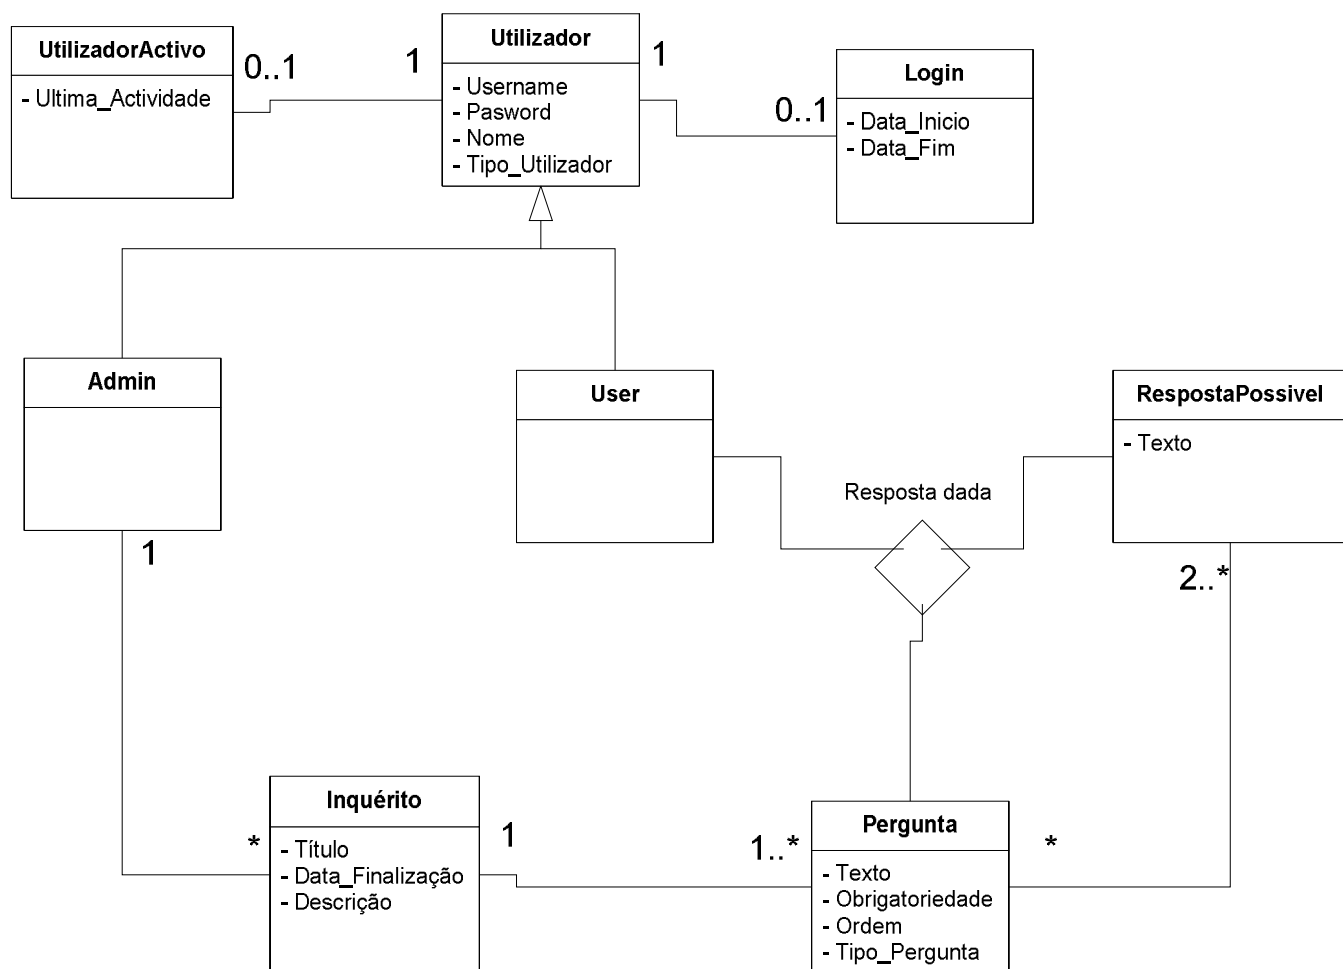 UtilizadorActivo
- Ultima_Actividade
0..1
1
Utilizador
- Username
- Pasword
- Nome
- Tipo_Utilizador
1
0..1
Login
- Data_Inicio
- Data_Fim
Admin
1
User
Resposta dada
RespostaPossivel
- Texto
2..*
*
Inquérito
- Título
- Data_Finalização
- Descrição
1
1..*
Pergunta
- Texto
- Obrigatoriedade
- Ordem
- Tipo_Pergunta
*